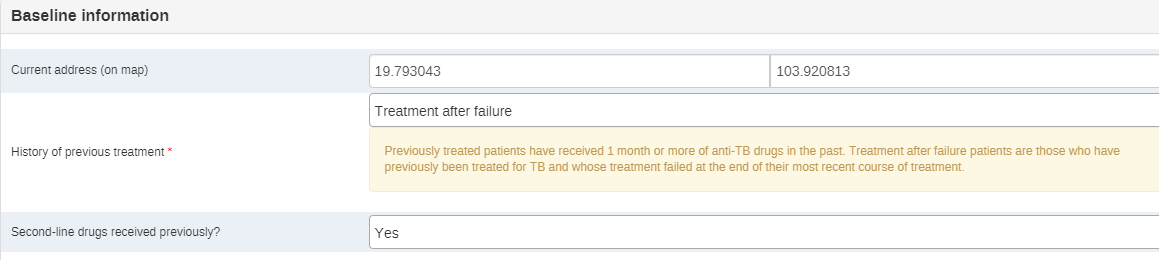 Baseline information
Current address (on map)
19.793043
103.920813
Treatment after failure
History of previous treatment *
Previously treated patients have received 1 month or more of anti-TB drugs in the past. Treatment after failure patients are those who have
previously been treated for TB and whose treatment failed at the end of their most recent course of treatment.
Second-line drugs received previously?
Yes